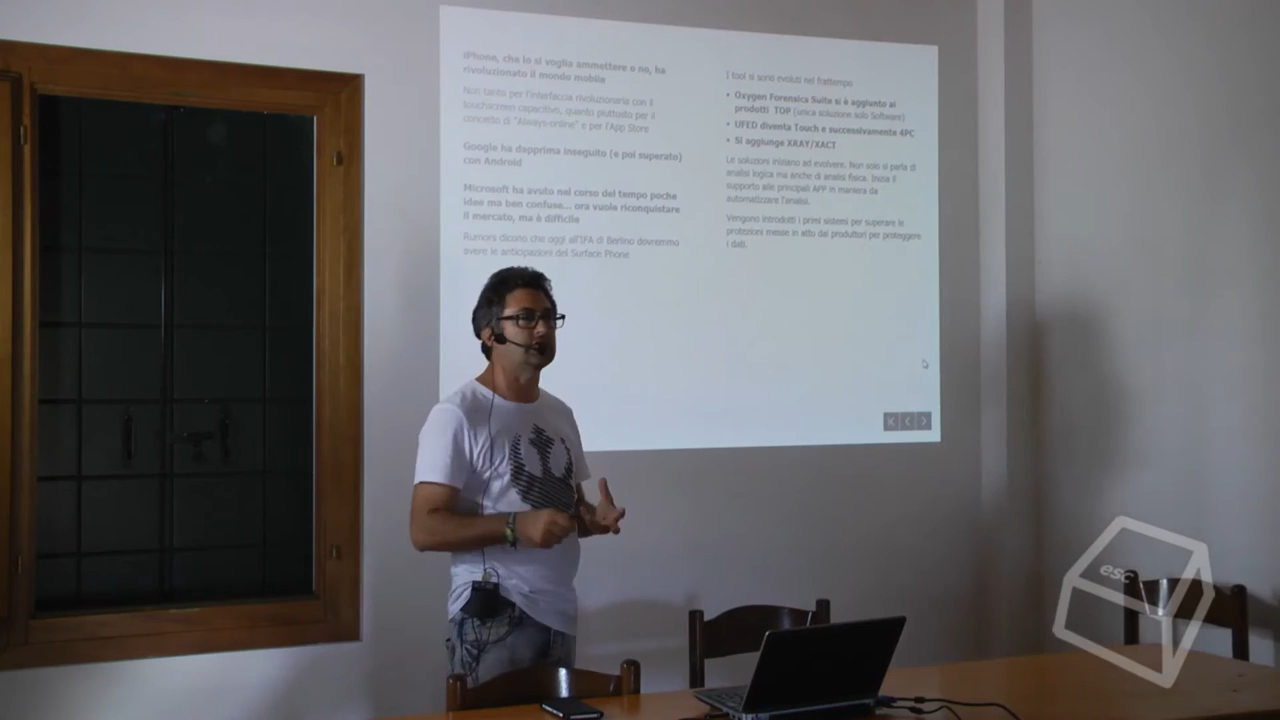 iPhone, che lo si voglia ammettere o no, ha
rivoluzionato il mondo mobile
Non tanto per l'interfaccia rivoluzionaria con il
touchscreen capacitivo, quanto piuttosto per il
concetto di "Always-online" e per l'App Store
Google ha dapprima inseguito (e poi superato)
con Android
Microsoft ha avuto nel corso del tempo poche
idee ma ben confuse... ora vuole riconquistare
il mercato, ma è difficile
Rumors dicono che oggi all'IFA di Berlino dovremmo
avere le anticipazioni del Surface Phone
I tool si sono evoluti nel frattempo
• Oxygen Forensics Suite si è aggiunto ai
prodotti TOP (unica soluzione solo Software)
• UFED diventa Touch e successivamente 4PC
• Si aggiunge XRAY/XACT
Le soluzioni iniziano ad evolvere. Non solo si parla di
analisi logica ma anche di analisi fisica. Inizia il
supporto alle principali APP in maniera da
automatizzare l'analisi.
Vengono introdotti i primi sistemi per superare le
protezioni messe in atto dai produttori per proteggere
i dati.
esc